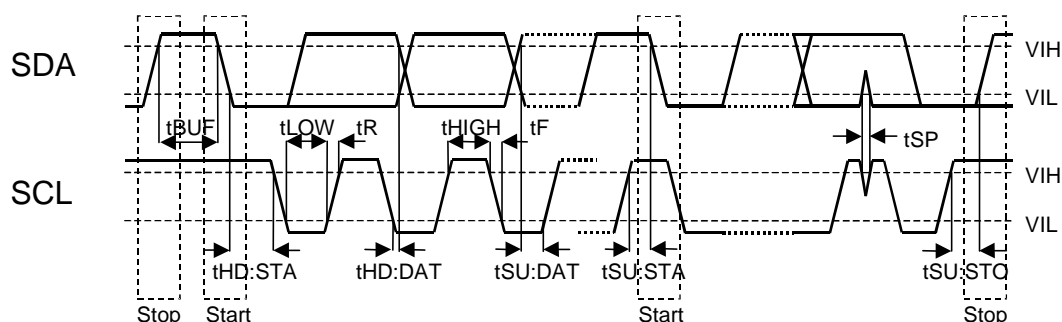 SDA
VIH
VIL
tBUF
tLOW
tR
tHIGH
tF
tSP
SCL
VIH
VIL
tHD:STA
tHD:DAT
tSU:DAT
tSU:STA
tSU:STO
Stop
Start
Start
Stop